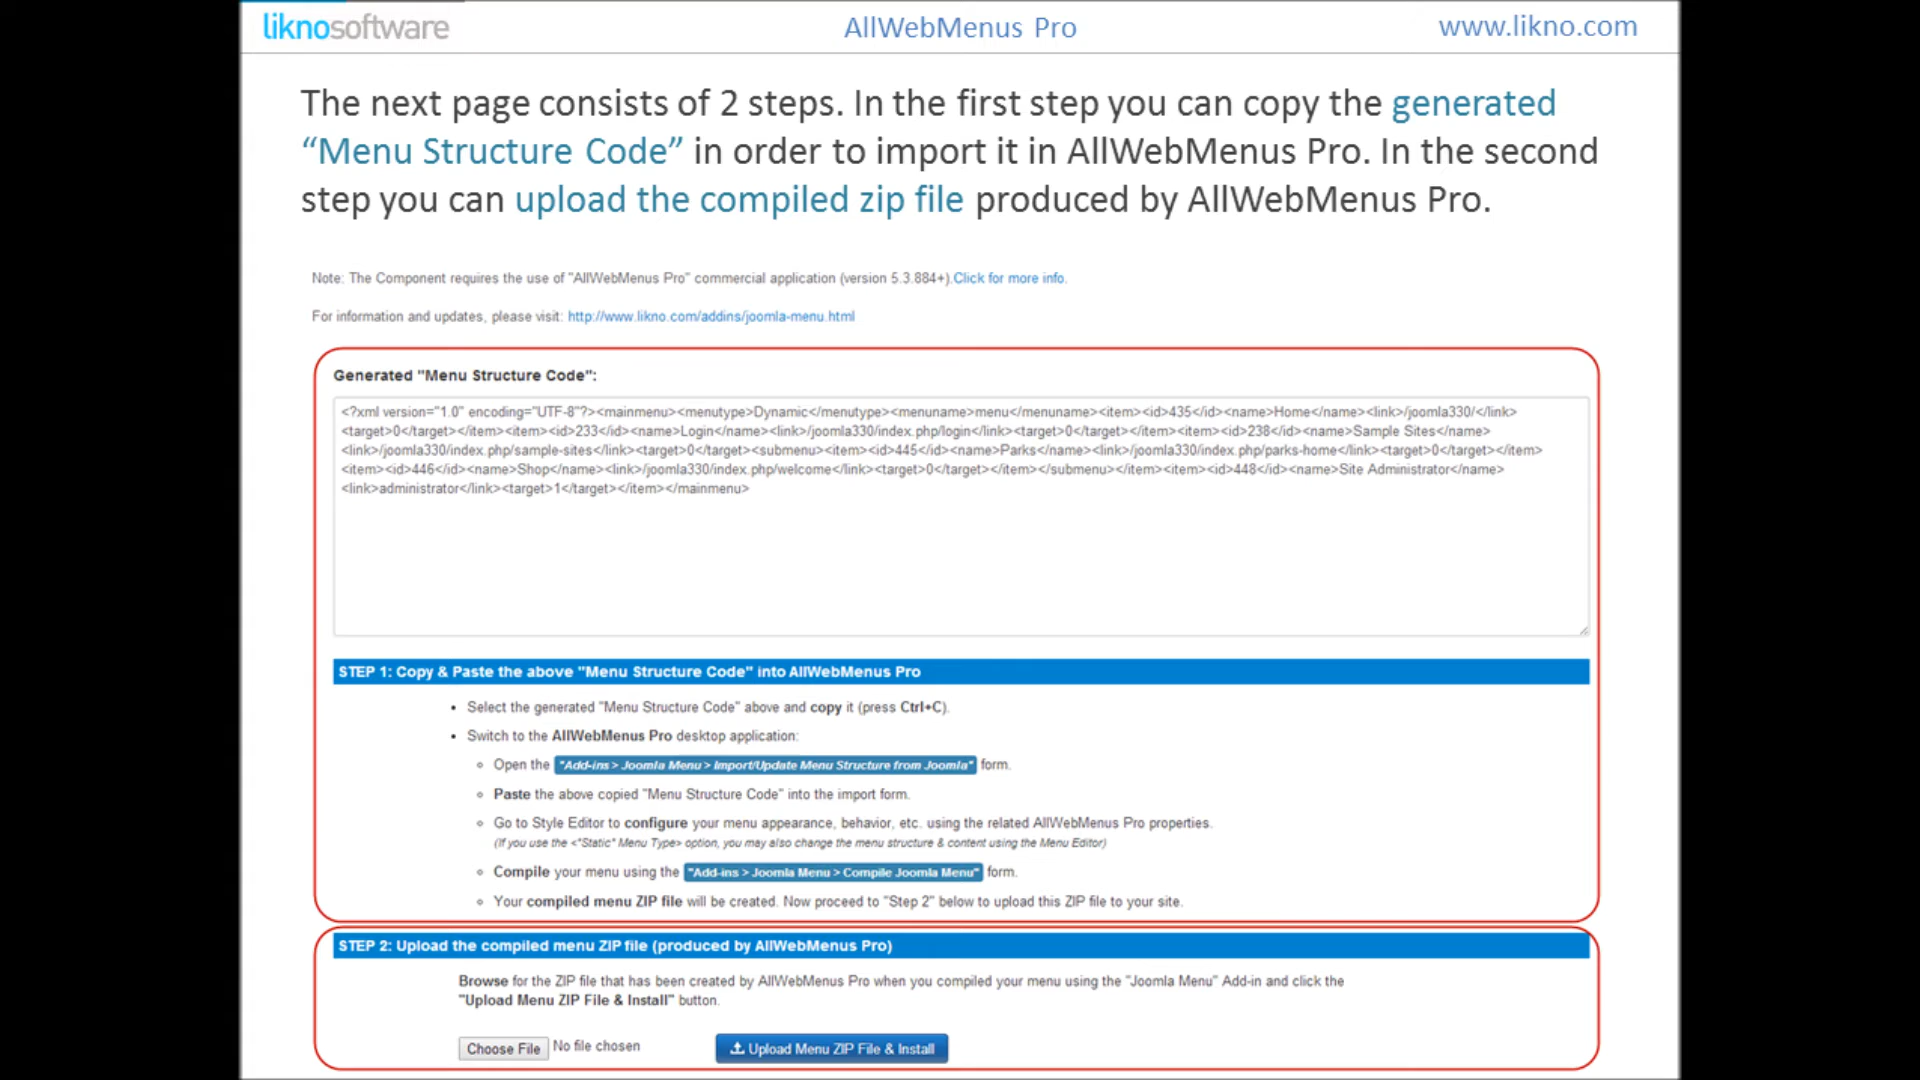 liknosoftware
AllWebMenus Pro
www.likno.com
The next page consists of 2 steps. In the first step you can copy the generated
“Menu Structure Code” in order to import it in AllWebMenus Pro. In the second
step you can upload the compiled zip file produced by AllWebMenus Pro.
Note: The Component requires the use of "AllWebMenus Pro" commercial application (version 5.3.884+).Click for more info.
For information and updates, please visit: http://www.likno.com/addins/joomla-menu.html
Generated "Menu Structure Code":
<?xml version="1.0" encoding="UTF-8"?><mainmenu><menutype>Dynamic</menutype><menuname>menu</menuname><item><id>435</id><name>Home</name><link>/joomla330/</link>
<target>0</target></item><item><id>233</id><name>Login</name><link>/joomla330/index.php/login</link><target>0</target></item><item><id>238</id><name>Sample Sites</name>
<link>/joomla330/index.php/sample-sites</link><target>0</target><submenu><item><id>445</id><name>Parks</name><link>/joomla330/index.php/parks-home</link><target>0</target></item>
<item><id>446</id><name>Shop</name><link>/joomla330/index.php/welcome</link><target>0</target></item></submenu></item><item><id>448</id><name>Site Administrator</name>
<link>administrator</link><target>1</target></item></mainmenu>
STEP 1: Copy & Paste the above "Menu Structure Code" into AllWebMenus Pro
• Select the generated "Menu Structure Code" above and copy it (press Ctrl+C).
• Switch to the AllWebMenus Pro desktop application:
◦ Open the "Add-ins > Joomla Menu > Import/Update Menu Structure from Joomla" form.
◦ Paste the above copied "Menu Structure Code" into the import form.
◦ Go to Style Editor to configure your menu appearance, behavior, etc. using the related AllWebMenus Pro properties.
(If you use the <"Static" Menu Type> option, you may also change the menu structure & content using the Menu Editor)
◦ Compile your menu using the "Add-ins > Joomla Menu > Compile Joomla Menu" form.
◦ Your compiled menu ZIP file will be created. Now proceed to "Step 2" below to upload this ZIP file to your site.
STEP 2: Upload the compiled menu ZIP file (produced by AllWebMenus Pro)
Browse for the ZIP file that has been created by AllWebMenus Pro when you compiled your menu using the "Joomla Menu" Add-in and click the
"Upload Menu ZIP File & Install" button.
Choose File No file chosen
Upload Menu ZIP File & Install